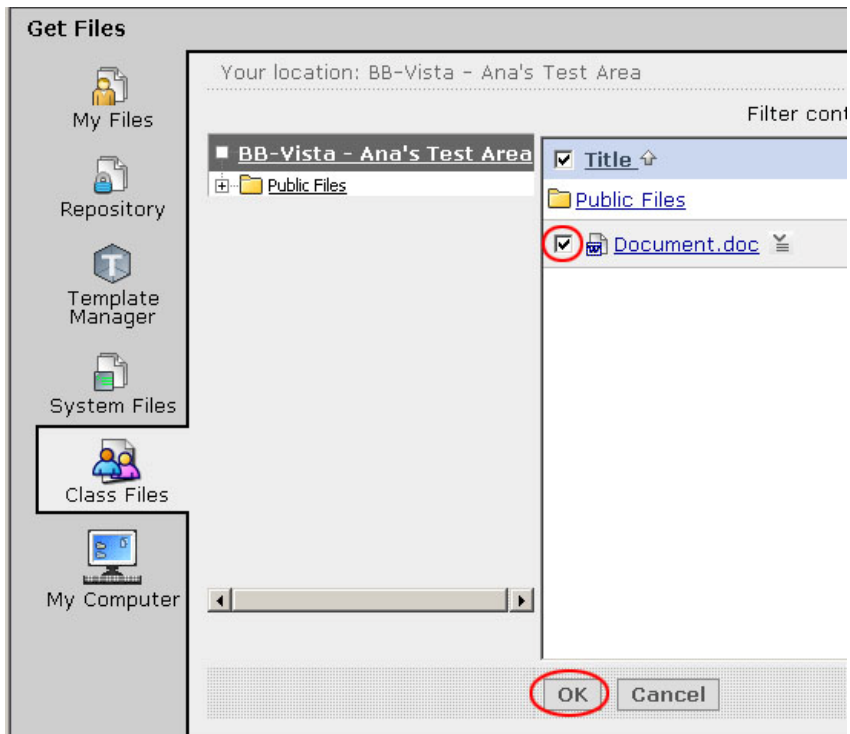 Get Files
My Files
Repository
Template
Manager
System Files
Class Files
My Computer
Your location: BB-Vista - Ana's Test Area
Filter cont
BB-Vista - Ana's Test Area
Public Files
Title
Public Files
Document.doc
OK
Cancel